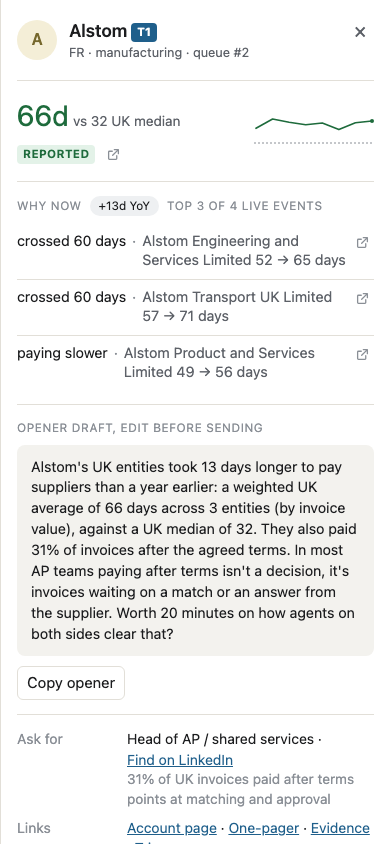 A
Alstom T1
FR · manufacturing · queue #2
66d vs 32 UK median
REPORTED
WHY NOW +13d YoY TOP 3 OF 4 LIVE EVENTS
crossed 60 days · Alstom Engineering and
Services Limited 52 → 65 days
crossed 60 days · Alstom Transport UK Limited
57 → 71 days
paying slower · Alstom Product and Services
Limited 49 → 56 days
OPENER DRAFT, EDIT BEFORE SENDING
Alstom's UK entities took 13 days longer to pay
suppliers than a year earlier: a weighted UK
average of 66 days across 3 entities (by invoice
value), against a UK median of 32. They also paid
31% of invoices after the agreed terms. In most
AP teams paying after terms isn't a decision, it's
invoices waiting on a match or an answer from
the supplier. Worth 20 minutes on how agents on
both sides clear that?
Copy opener
Ask for Head of AP / shared services ·
Find on LinkedIn
31% of UK invoices paid after terms
points at matching and approval
Links Account page · One-pager · Evidence